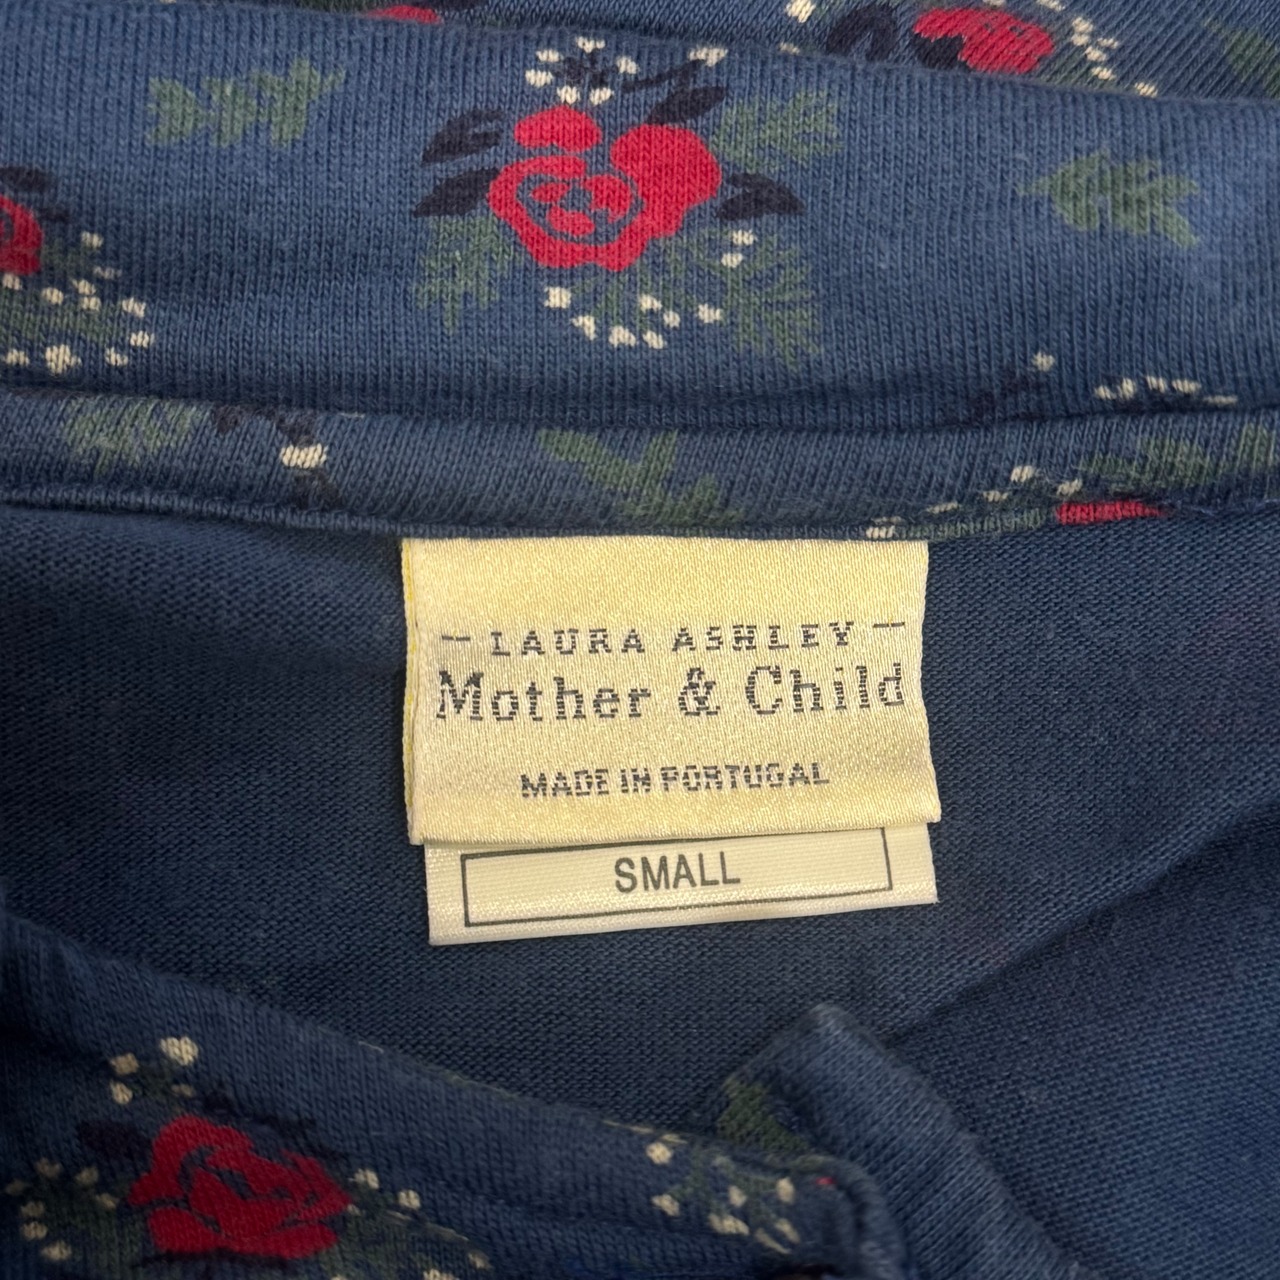 – LAURA ASHLEY –
Mother & Child
MADE IN PORTUGAL
SMALL